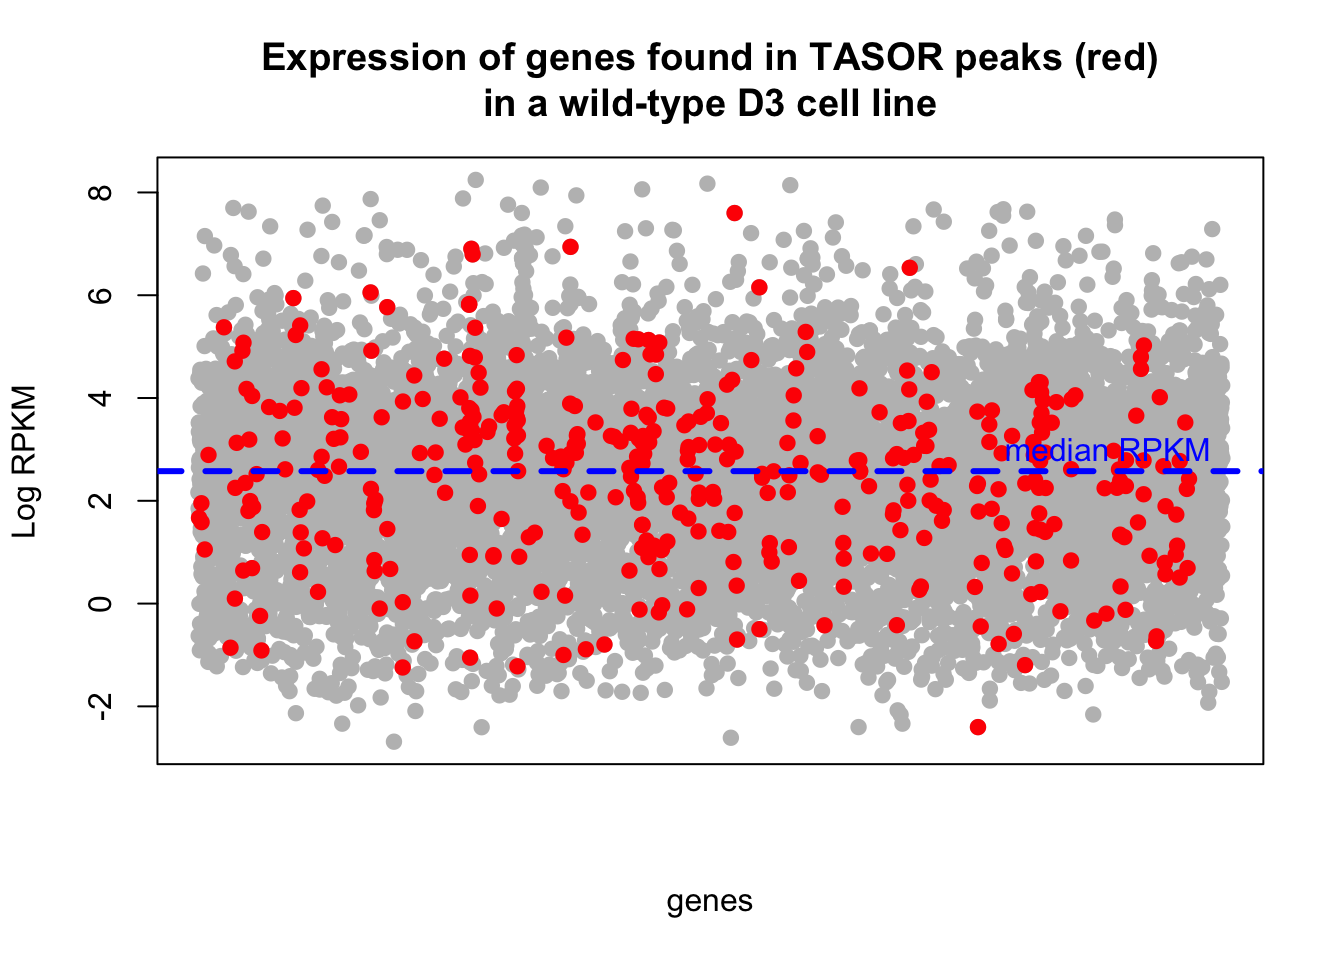 Expression of genes found in TASOR peaks (red)
in a wild-type D3 cell line
8
6
4
2
0
-2
Log RPKM
median RPKM
genes